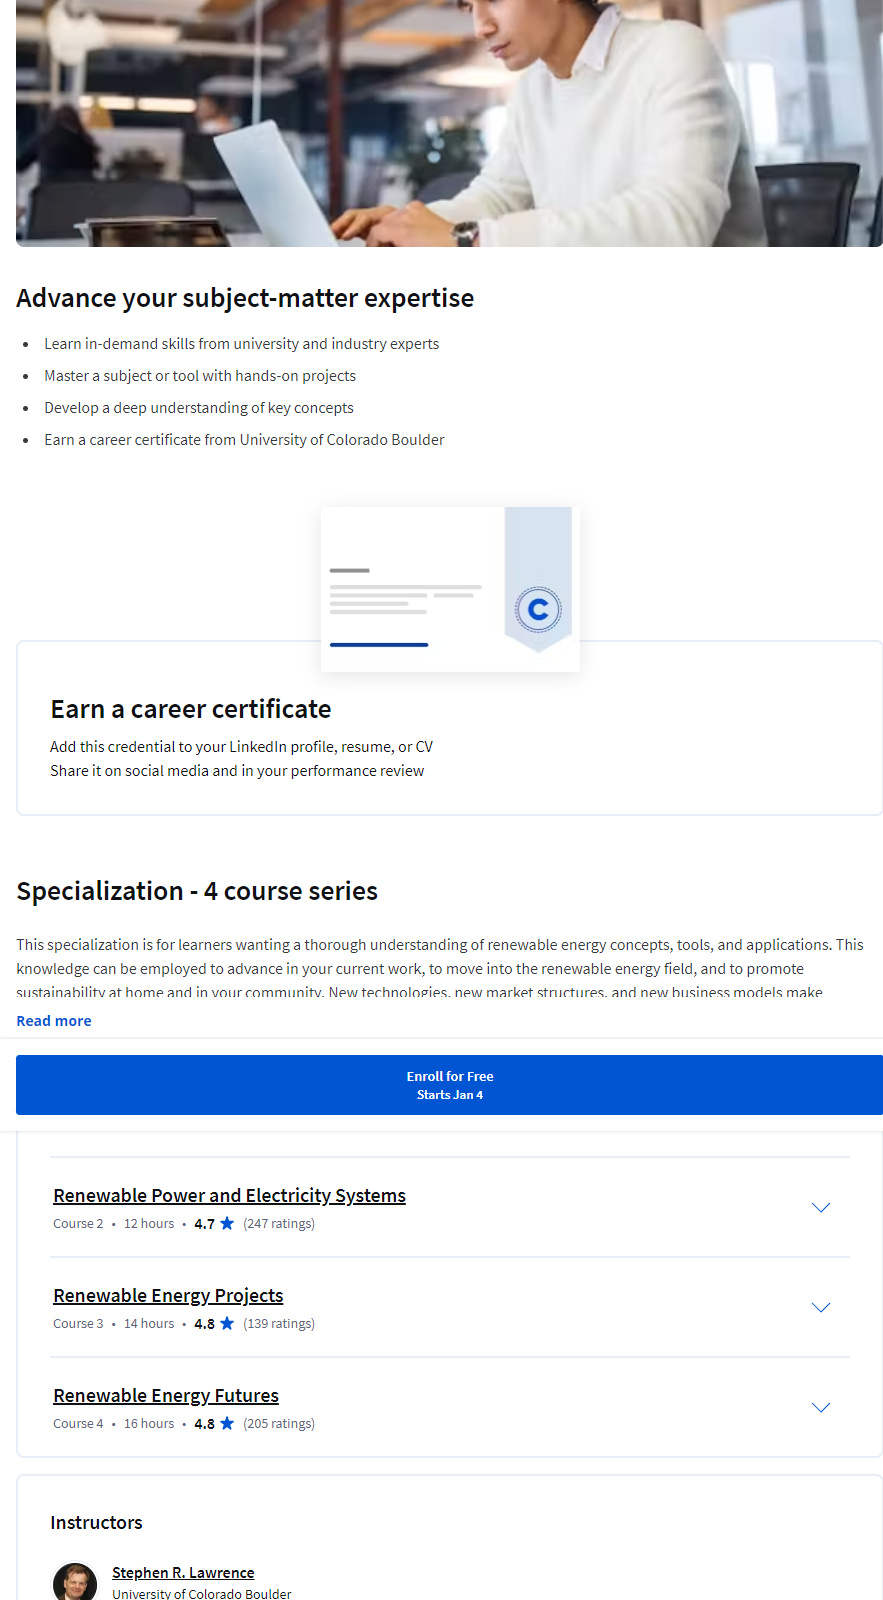 Advance your subject-matter expertise
• Learn in-demand skills from university and industry experts
• Master a subject or tool with hands-on projects
• Develop a deep understanding of key concepts
• Earn a career certificate from University of Colorado Boulder
C
Earn a career certificate
Add this credential to your LinkedIn profile, resume, or CV
Share it on social media and in your performance review
Specialization - 4 course series
This specialization is for learners wanting a thorough understanding of renewable energy concepts, tools, and applications. This
knowledge can be employed to advance in your current work, to move into the renewable energy field, and to promote
sustainability at home and in your community. New technologies, new market structures, and new business models make
Read more
Enroll for Free
Starts Jan 4
Renewable Power and Electricity Systems
Course 2 • 12 hours • 4.7 ★ (247 ratings)
Renewable Energy Projects
Course 3 • 14 hours • 4.8 ★ (139 ratings)
Renewable Energy Futures
Course 4 • 16 hours • 4.8 ★ (205 ratings)
Instructors
Stephen R. Lawrence
University of Colorado Boulder